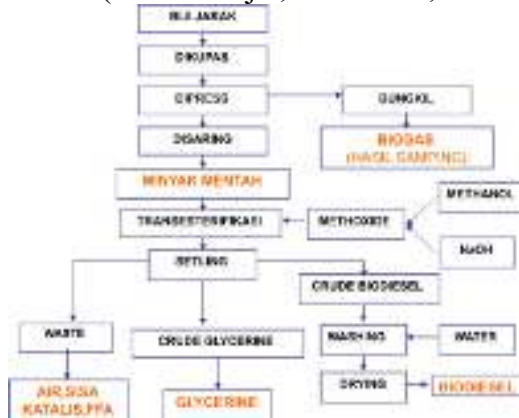 BIJI JARAK
DIKUPAS
DIPRESS
BUNGKIL
DISARING
BIOGAS
(HASIL SAMPING)
MINYAK MENTAH
METHANOL
TRANSESTERIFIKASI
METHOXIDE
NaOH
SETLING
CRUDE BIODIESEL
WASTE
CRUDE GLYCERINE
WASHING
WATER
AIR,SISA
KATALIS,FFA
GLYCERINE
DRYING
BIODIESEL